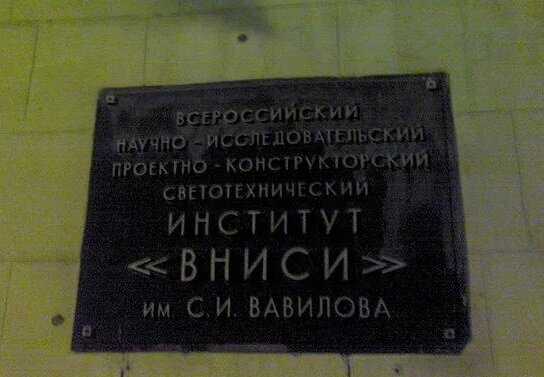 ВСЕРОССИЙСКИЙ
НАУЧНО - ИССЛЕДОВАТЕЛЬСКИЙ
ПРОЕКТНО - КОНСТРУКТОРСКИЙ
СВЕТОТЕХНИЧЕСКИЙ
ИНСТИТУТ
«ВНИСИ»
ИМ С.И. ВАВИЛОВА